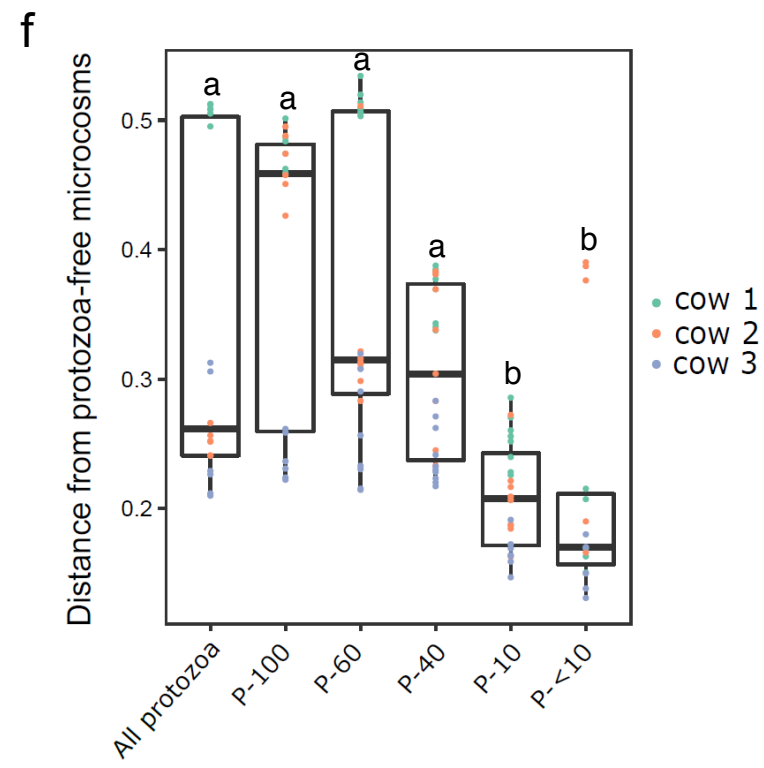 f
Distance from protozoa-free microcosms
0.5
0.4
0.3
0.2
a
a
a
a
b
b
All protozoa
P-100
P-60
P-40
P-10
P-<10
cow 1
cow 2
cow 3